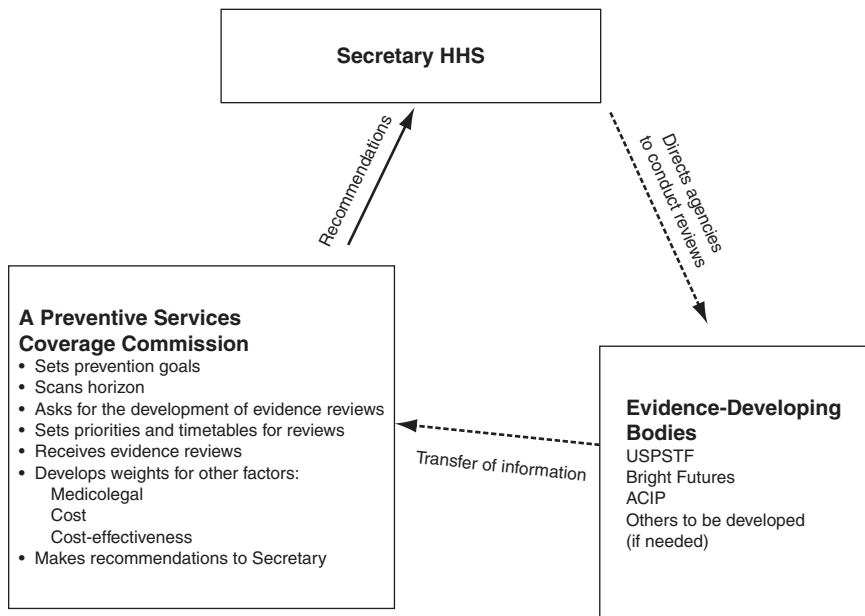 Secretary HHS
Recommendations
Directs agencies
to conduct reviews
A Preventive Services
Coverage Commission
• Sets prevention goals
• Scans horizon
• Asks for the development of evidence reviews
• Sets priorities and timetables for reviews
• Receives evidence reviews
• Develops weights for other factors:
Medicolegal
Cost
Cost-effectiveness
• Makes recommendations to Secretary
Transfer of information
Evidence-Developing
Bodies
USPSTF
Bright Futures
ACIP
Others to be developed
(if needed)